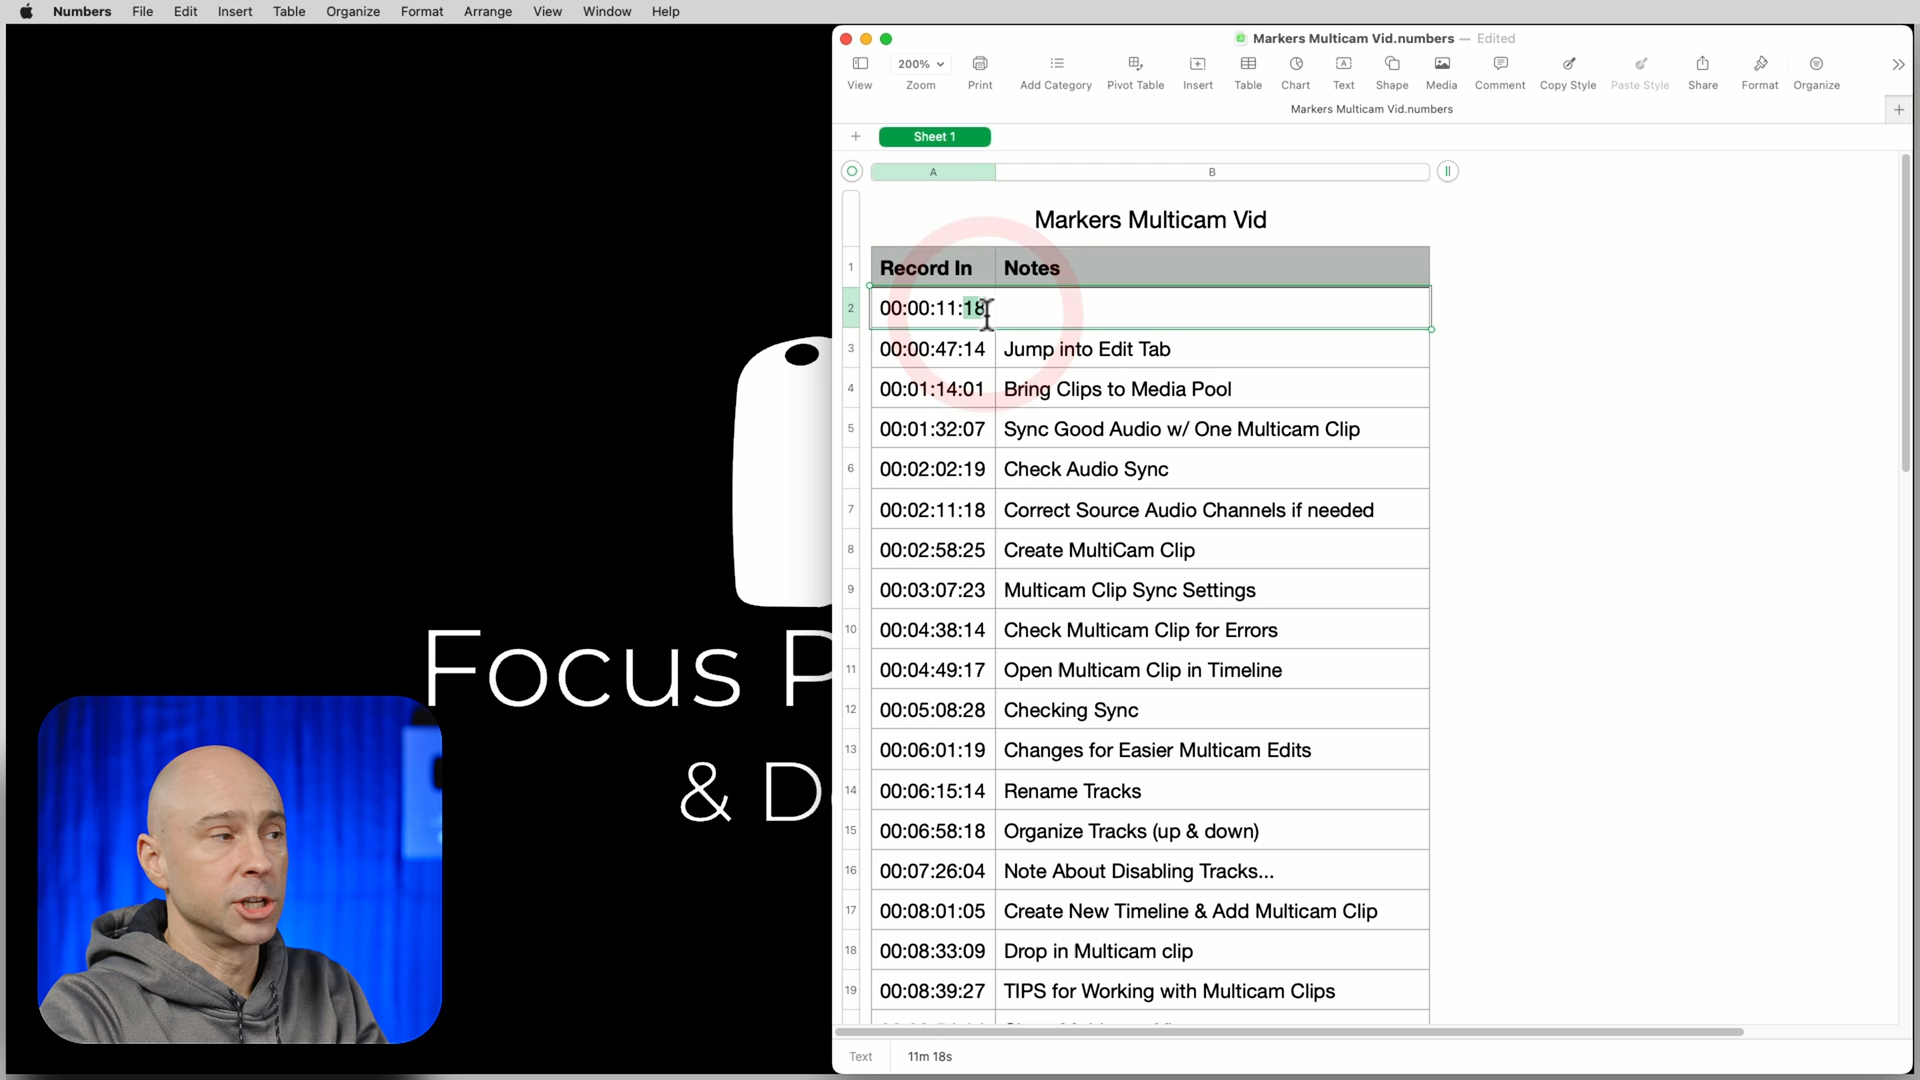 Numbers File Edit Insert Table Organize Format Arrange View Window Help
Markers Multicam Vid.numbers — Edited
200%
View Zoom Print Add Category Pivot Table Insert Table Chart Text Shape Media Comment Copy Style Paste Style Share Format Organize
Markers Multicam Vid.numbers
Sheet 1
A B
Markers Multicam Vid
1 Record In Notes
2 00:00:11:18
3 00:00:47:14 Jump into Edit Tab
4 00:01:14:01 Bring Clips to Media Pool
5 00:01:32:07 Sync Good Audio w/ One Multicam Clip
6 00:02:02:19 Check Audio Sync
7 00:02:11:18 Correct Source Audio Channels if needed
8 00:02:58:25 Create MultiCam Clip
9 00:03:07:23 Multicam Clip Sync Settings
10 00:04:38:14 Check Multicam Clip for Errors
11 00:04:49:17 Open Multicam Clip in Timeline
12 00:05:08:28 Checking Sync
13 00:06:01:19 Changes for Easier Multicam Edits
14 00:06:15:14 Rename Tracks
15 00:06:58:18 Organize Tracks (up & down)
16 00:07:26:04 Note About Disabling Tracks...
17 00:08:01:05 Create New Timeline & Add Multicam Clip
18 00:08:33:09 Drop in Multicam clip
19 00:08:39:27 TIPS for Working with Multicam Clips
Text 11m 18s
Focus P
& D